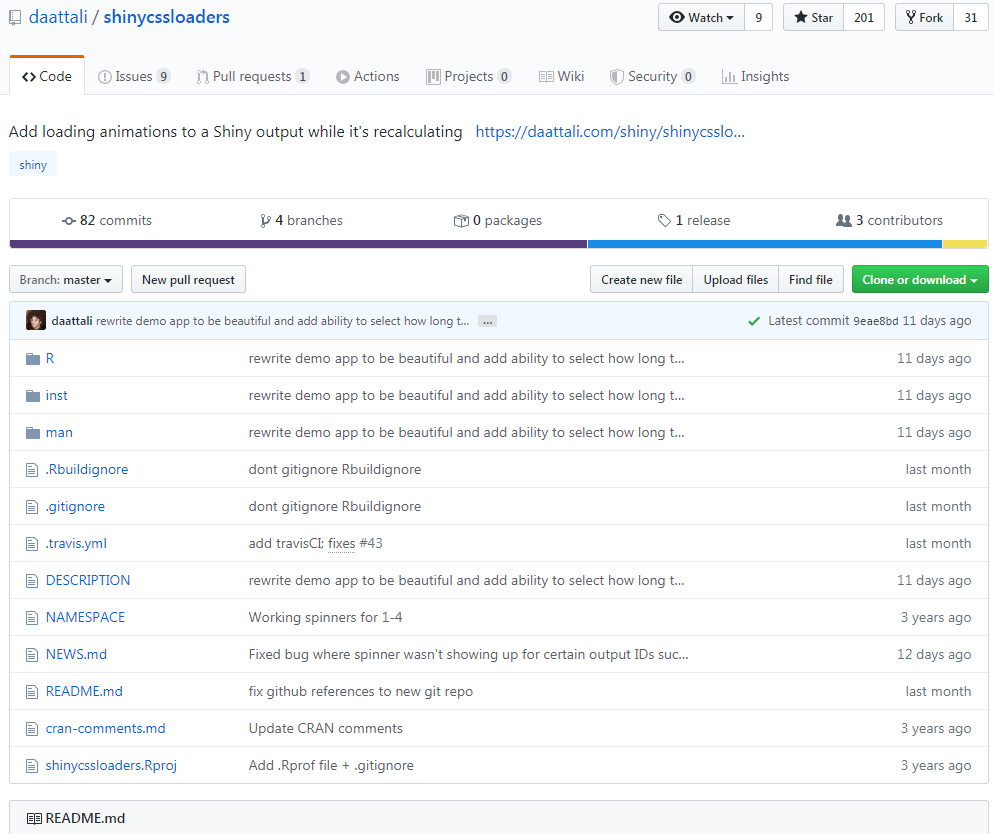 daattali / shinycssloaders Watch 9 Star 201 Fork 31
Code Issues 9 Pull requests 1 Actions Projects 0 Wiki Security 0 Insights
Add loading animations to a Shiny output while it's recalculating https://daattali.com/shiny/shinycsslo...
shiny
82 commits 4 branches 0 packages 1 release 3 contributors
Branch: master New pull request Create new file Upload files Find file Clone or download
daattali rewrite demo app to be beautiful and add ability to select how long t... ... Latest commit 9eae8bd 11 days ago
R rewrite demo app to be beautiful and add ability to select how long t... 11 days ago
inst rewrite demo app to be beautiful and add ability to select how long t... 11 days ago
man rewrite demo app to be beautiful and add ability to select how long t... 11 days ago
.Rbuildignore dont gitignore Rbuildignore last month
.gitignore dont gitignore Rbuildignore last month
.travis.yml add travisCI; fixes #43 last month
DESCRIPTION rewrite demo app to be beautiful and add ability to select how long t... 11 days ago
NAMESPACE Working spinners for 1-4 3 years ago
NEWS.md Fixed bug where spinner wasn't showing up for certain output IDs suc... 12 days ago
README.md fix github references to new git repo last month
cran-comments.md Update CRAN comments 3 years ago
shinycssloaders.Rproj Add .Rprof file + .gitignore 3 years ago
README.md